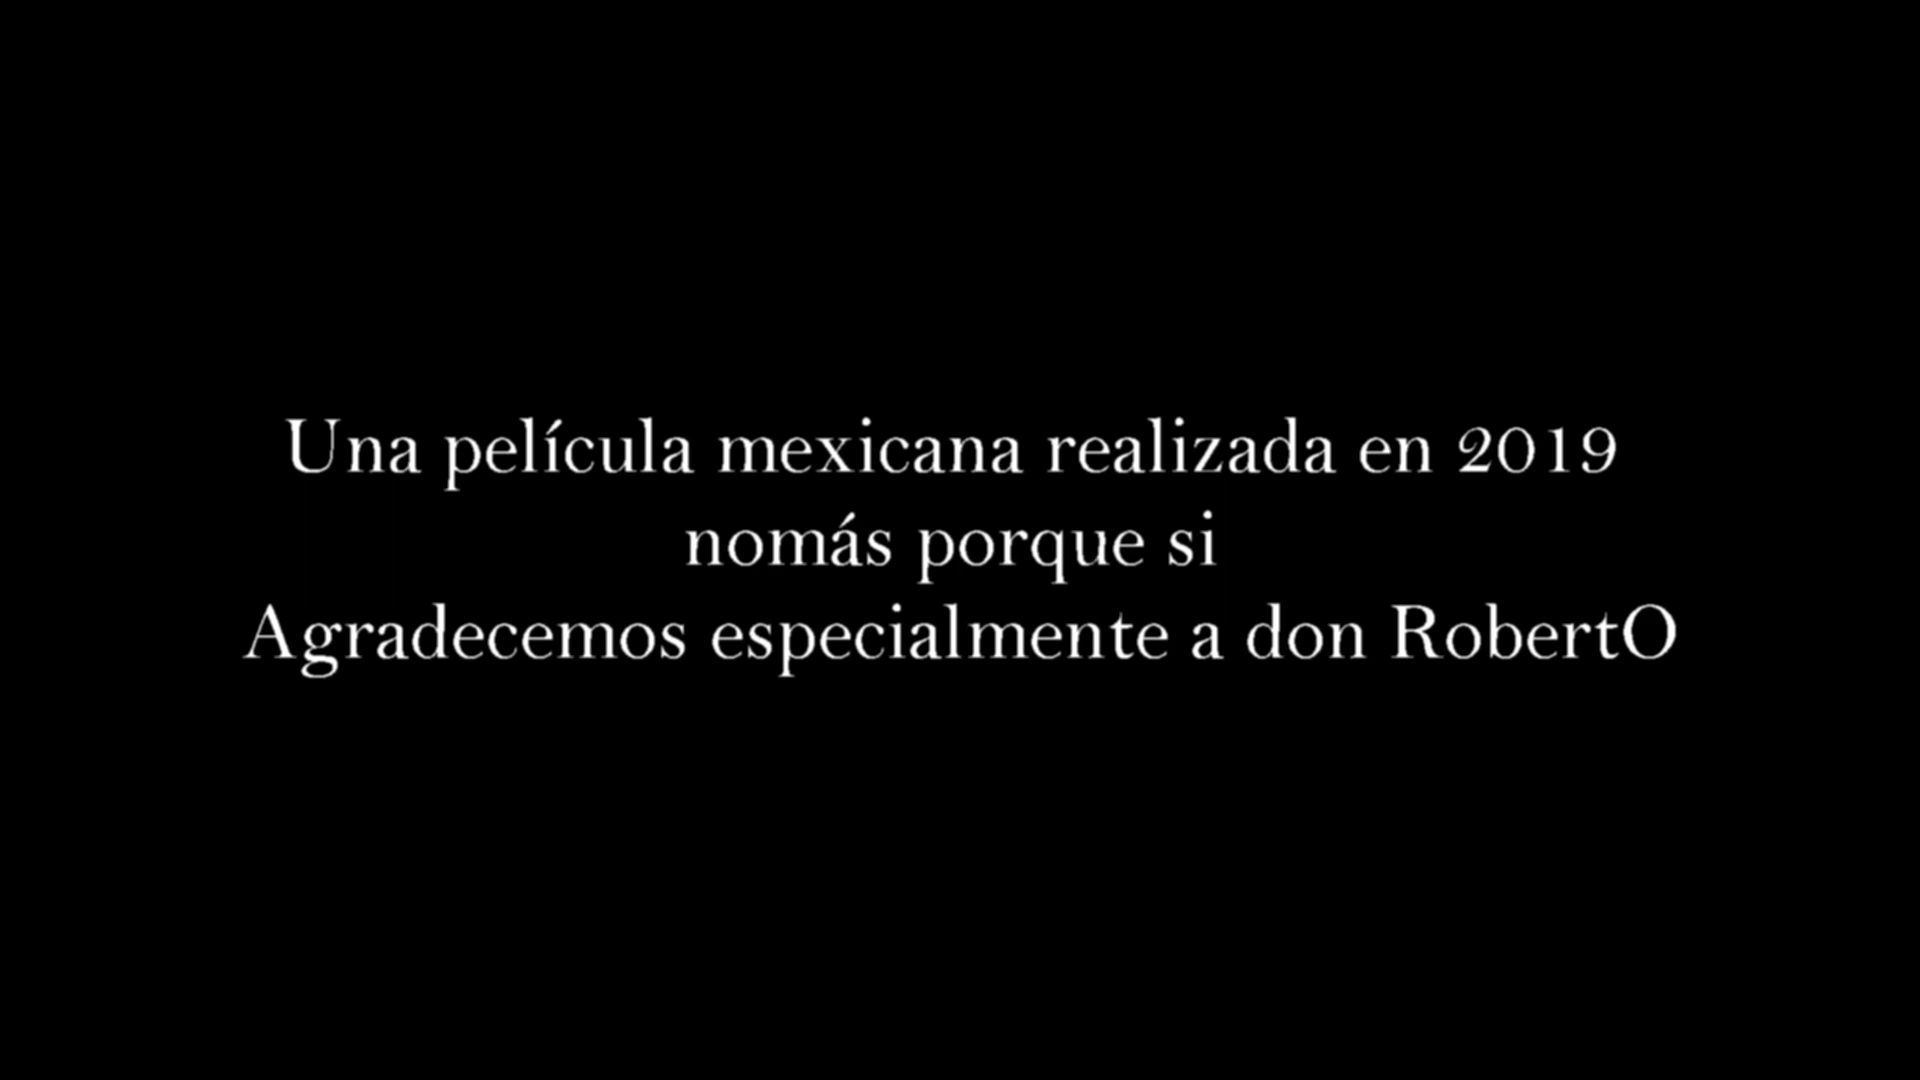 Una película mexicana realizada en 2019
nomás porque si
Agradecemos especialmente a don RobertO